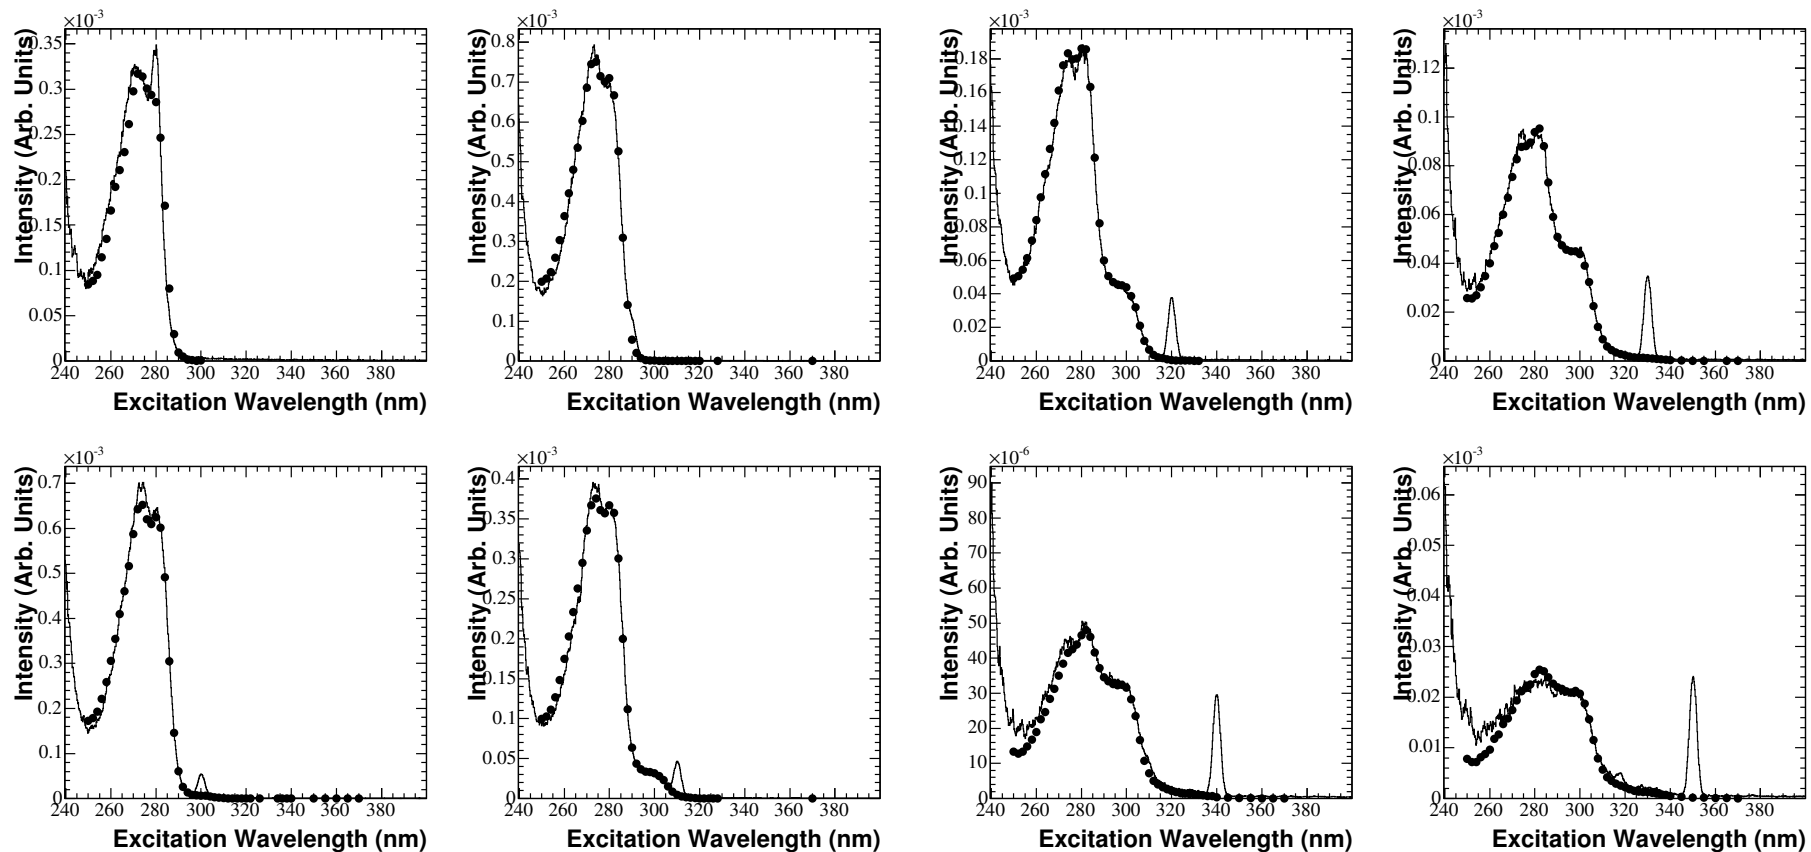 ×10⁻³ ×10⁻³ ×10⁻³ ×10⁻³
Intensity (Arb. Units)
0.35
0.3
0.25
0.2
0.15
0.1
0.05
0
240 260 280 300 320 340 360 380
Excitation Wavelength (nm)
Intensity (Arb. Units)
0.8
0.7
0.6
0.5
0.4
0.3
0.2
0.1
0
240 260 280 300 320 340 360 380
Excitation Wavelength (nm)
Intensity (Arb. Units)
0.18
0.16
0.14
0.12
0.1
0.08
0.06
0.04
0.02
0
240 260 280 300 320 340 360 380
Excitation Wavelength (nm)
Intensity (Arb. Units)
0.12
0.1
0.08
0.06
0.04
0.02
0
240 260 280 300 320 340 360 380
Excitation Wavelength (nm)
×10⁻³ ×10⁻³ ×10⁻⁶ ×10⁻³
Intensity (Arb. Units)
0.7
0.6
0.5
0.4
0.3
0.2
0.1
0
240 260 280 300 320 340 360 380
Excitation Wavelength (nm)
Intensity (Arb. Units)
0.4
0.35
0.3
0.25
0.2
0.15
0.1
0.05
0
240 260 280 300 320 340 360 380
Excitation Wavelength (nm)
Intensity (Arb. Units)
90
80
70
60
50
40
30
20
10
0
240 260 280 300 320 340 360 380
Excitation Wavelength (nm)
Intensity (Arb. Units)
0.06
0.05
0.04
0.03
0.02
0.01
0
240 260 280 300 320 340 360 380
Excitation Wavelength (nm)